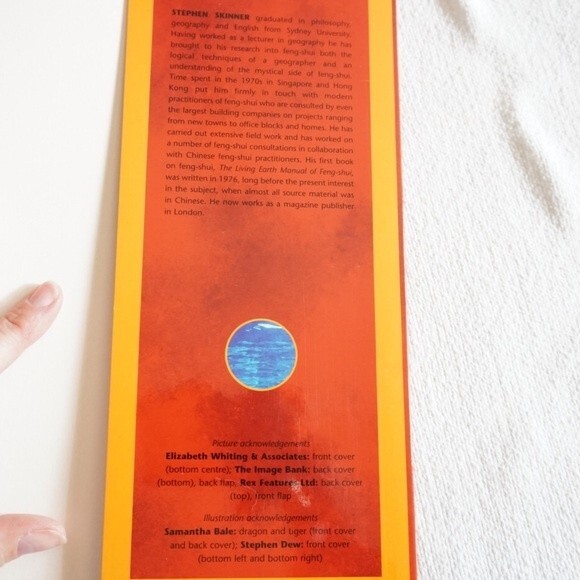 STEPHEN SKINNER graduated in philosophy,
geography and English from Sydney University.
Having worked as a lecturer in geography he has
brought to his research into feng-shui both the
logical techniques of a geographer and an
understanding of the mystical side of feng-shui.
Time spent in the 1970s in Singapore and Hong
Kong put him firmly in touch with modern
practitioners of feng-shui who are consulted by even
the largest building companies on projects ranging
from new towns to office blocks and homes. He has
carried out extensive field work and has worked on
a number of feng-shui consultations in collaboration
with Chinese feng-shui practitioners. His first book
on feng-shui, The Living Earth Manual of Feng-shui,
was written in 1976, long before the present interest
in the subject, when almost all source material was
in Chinese. He now works as a magazine publisher
in London.
Picture acknowledgements
Elizabeth Whiting & Associates: front cover
(bottom centre); The Image Bank: back cover
(bottom), back flap, Rex Features Ltd: back cover
(top), front flap
Illustration acknowledgements
Samantha Bale: dragon and tiger (front cover
and back cover); Stephen Dew: front cover
(bottom left and bottom right)